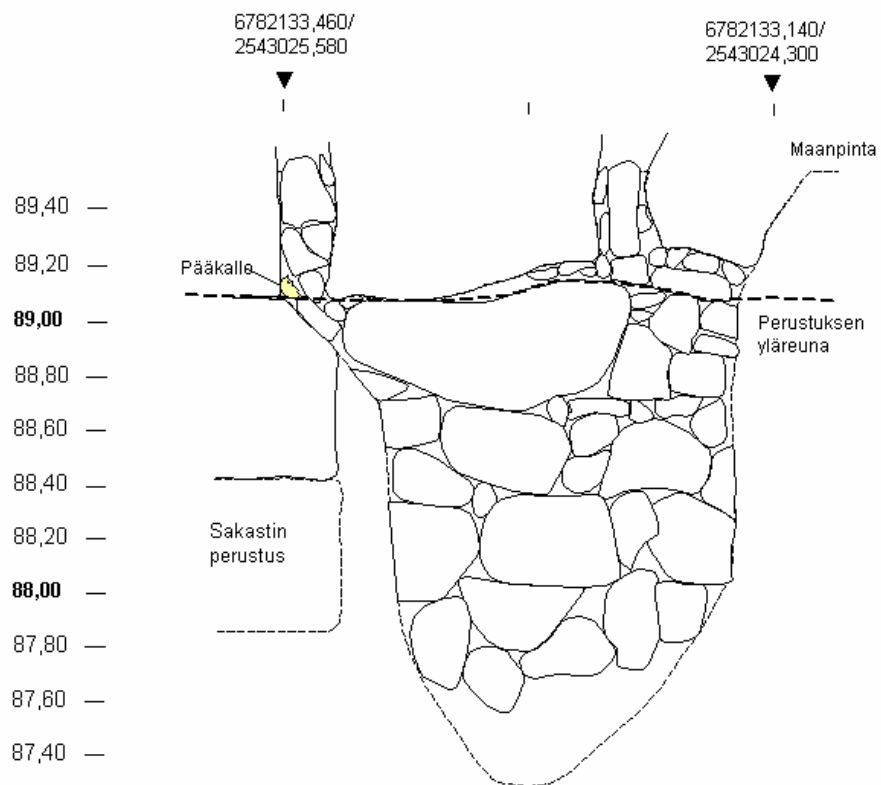 6782133,460/
2543025,580
6782133,140/
2543024,300
Maanpinta
89,40
89,20
Pääkallo
89,00
Perustuksen
yläreuna
88,80
88,60
88,40
88,20
Sakastin
perustus
88,00
87,80
87,60
87,40